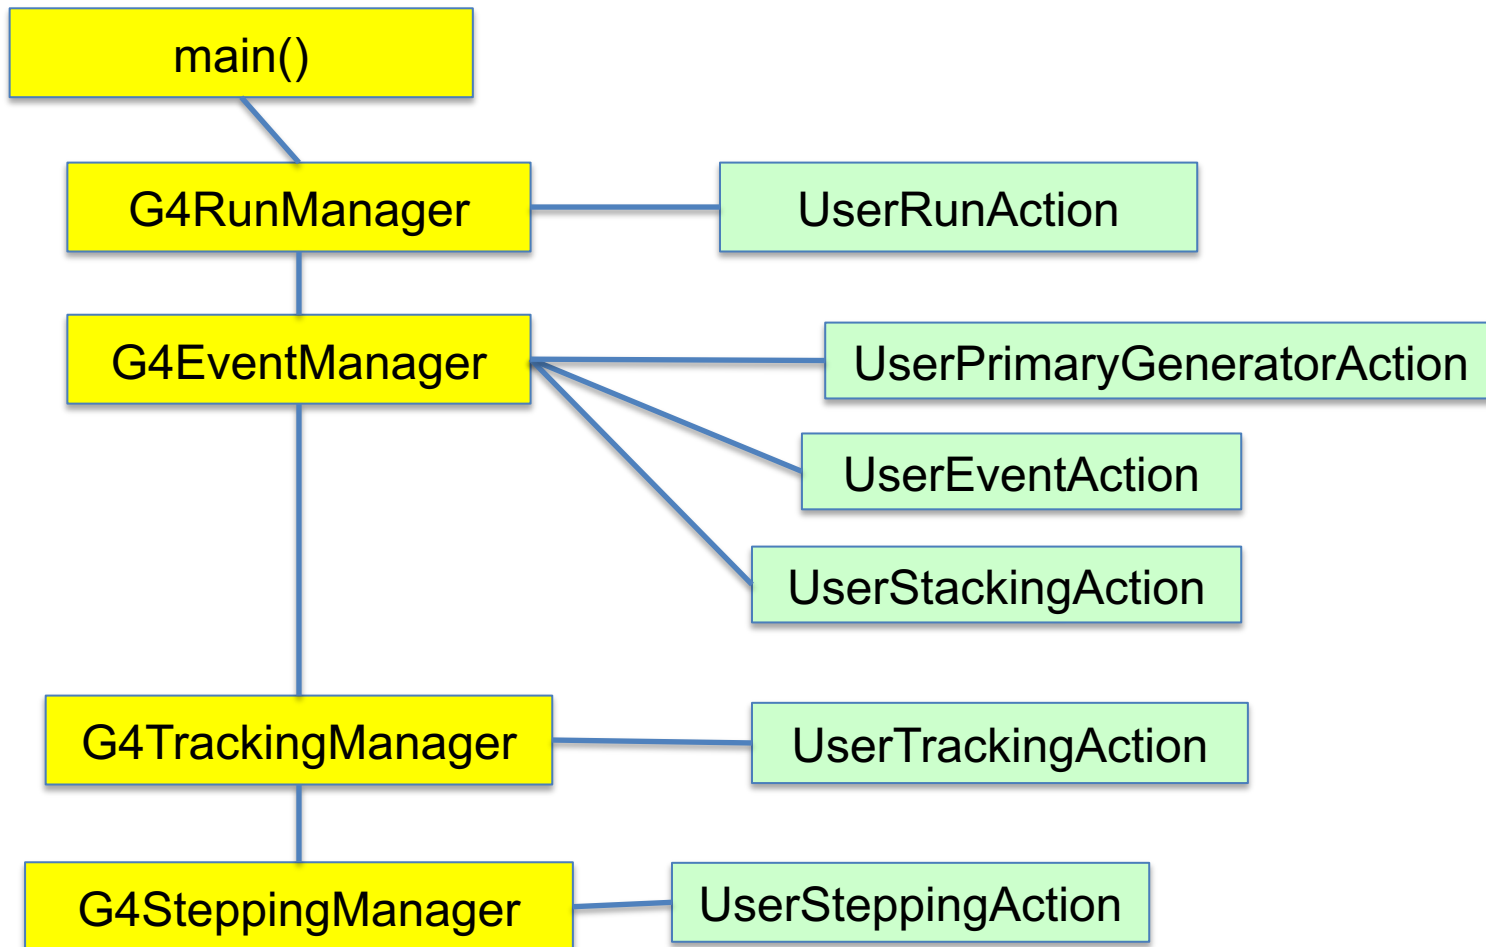 main()
G4RunManager
UserRunAction
G4EventManager
UserPrimaryGeneratorAction
UserEventAction
UserStackingAction
G4TrackingManager
UserTrackingAction
G4SteppingManager
UserSteppingAction